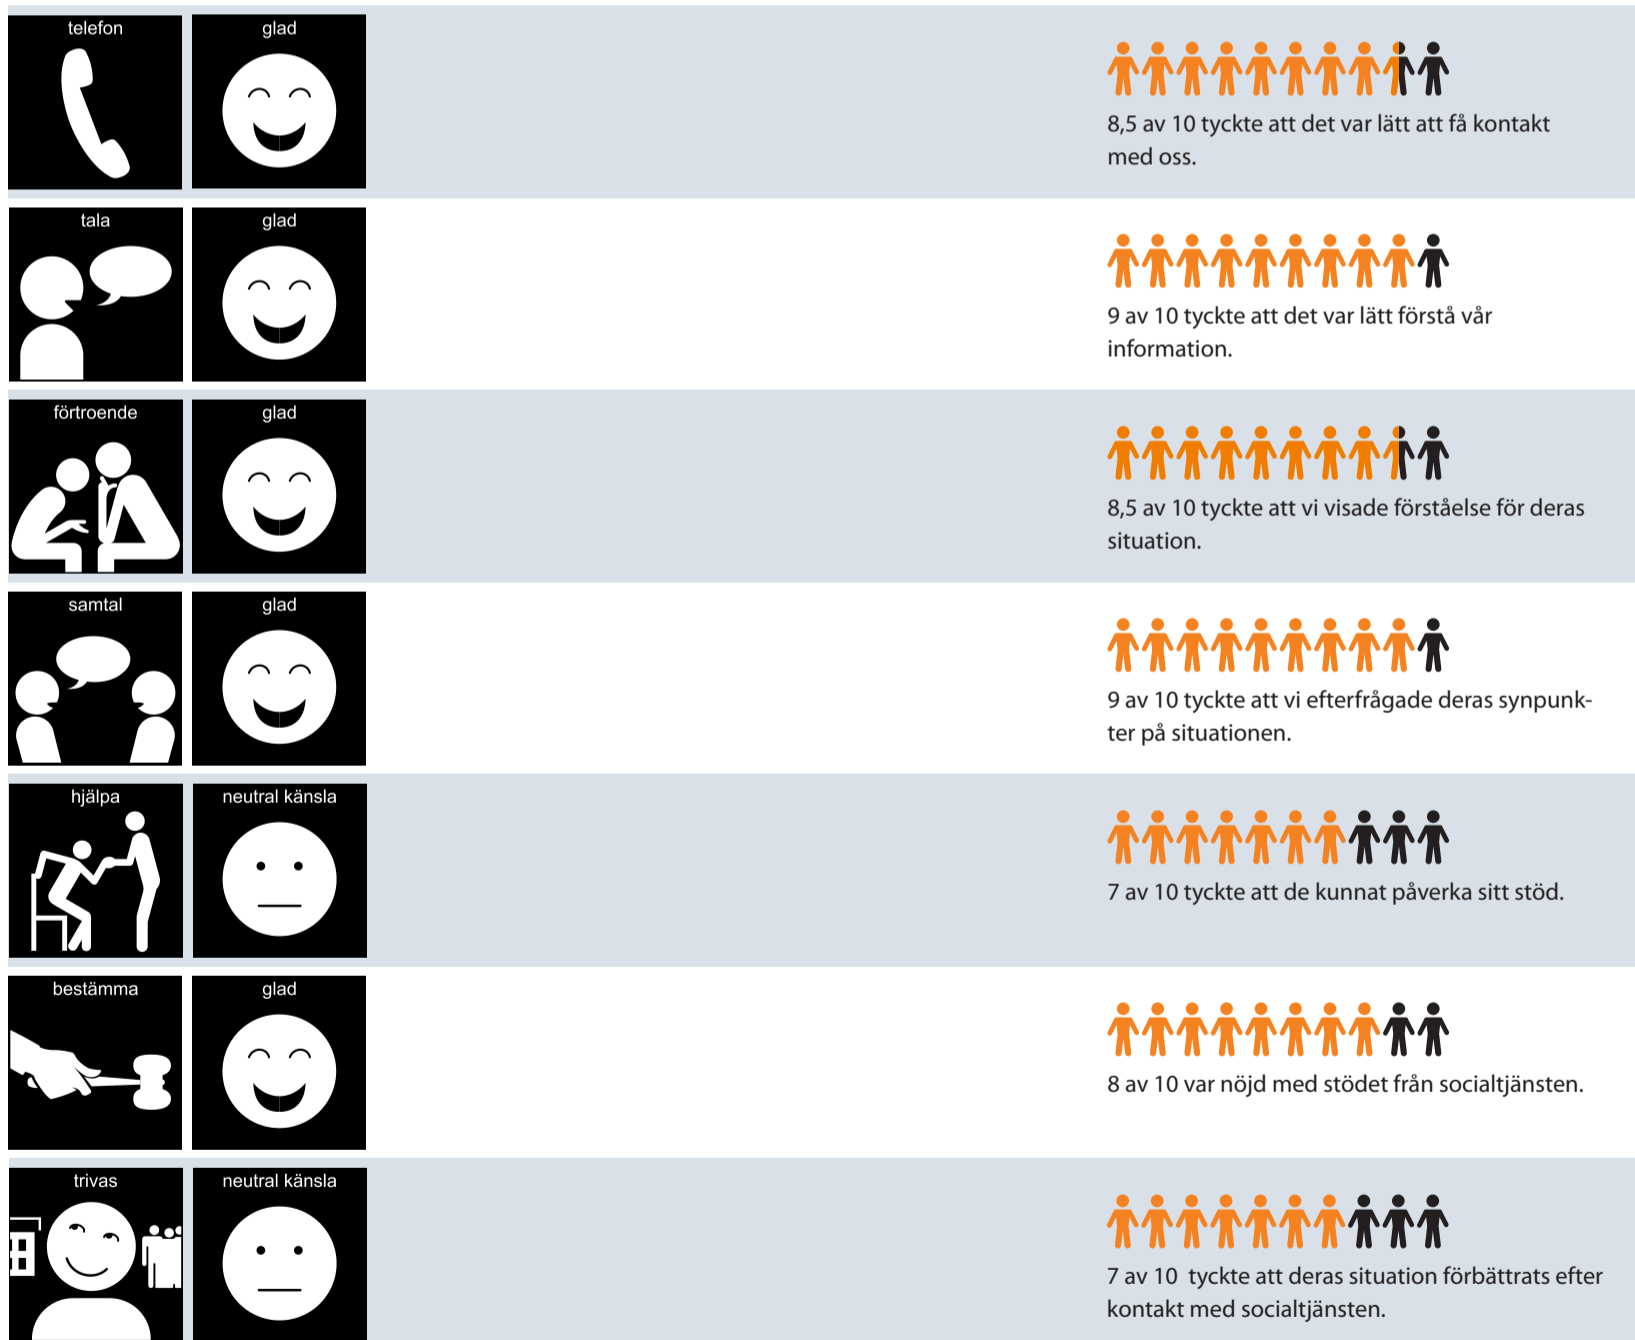 telefon
glad
8,5 av 10 tyckte att det var lätt att få kontakt
med oss.
tala
glad
9 av 10 tyckte att det var lätt förstå vår
information.
förtroende
glad
8,5 av 10 tyckte att vi visade förståelse för deras
situation.
samtal
glad
9 av 10 tyckte att vi efterfrågade deras synpunk-
ter på situationen.
hjälpa
neutral känsla
7 av 10 tyckte att de kunnat påverka sitt stöd.
bestämma
glad
8 av 10 var nöjd med stödet från socialtjänsten.
trivas
neutral känsla
7 av 10 tyckte att deras situation förbättrats efter
kontakt med socialtjänsten.